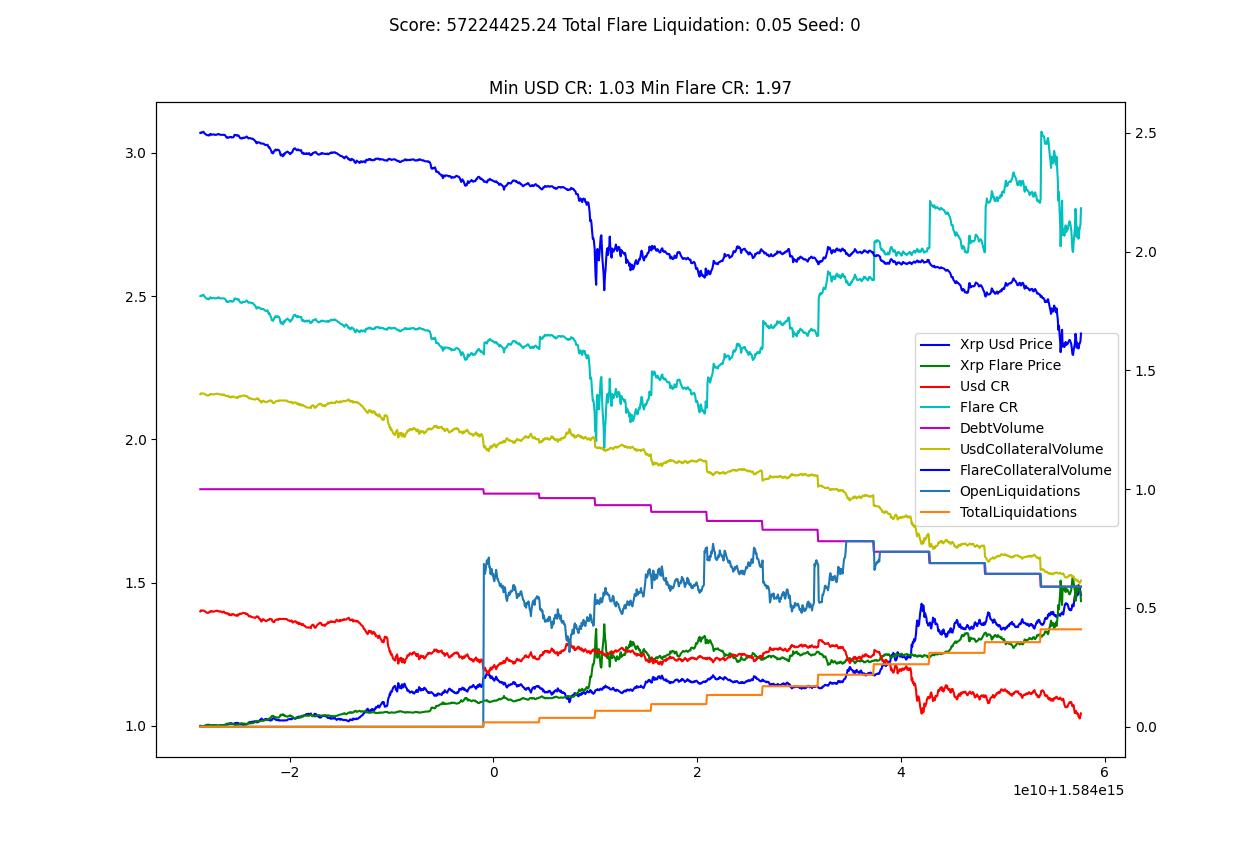 Score: 57224425.24 Total Flare Liquidation: 0.05 Seed: 0
Min USD CR: 1.03 Min Flare CR: 1.97
3.0
2.5
2.0
1.5
1.0
2.5
2.0
1.5
1.0
0.5
0.0
Xrp Usd Price
Xrp Flare Price
Usd CR
Flare CR
DebtVolume
UsdCollateralVolume
FlareCollateralVolume
OpenLiquidations
TotalLiquidations
−2 0 2 4 6
1e10+1.584e15